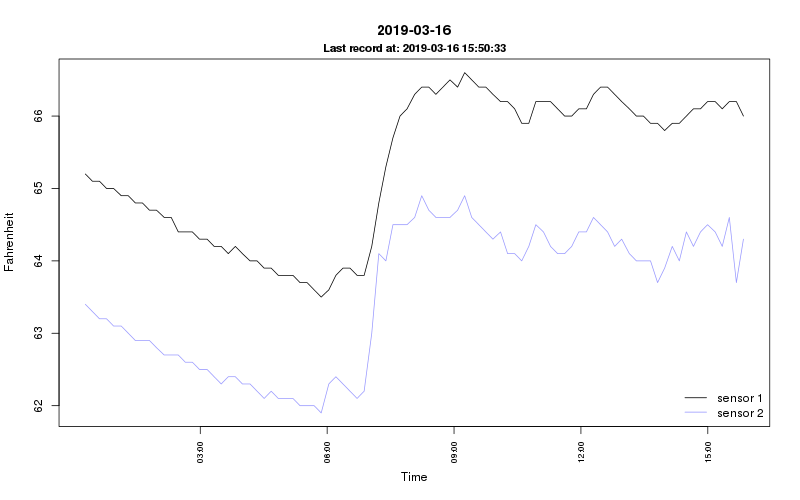 2019-03-16
Last record at: 2019-03-16 15:50:33
Fahrenheit
66
65
64
63
62
03:00
06:00
09:00
12:00
15:00
Time
sensor 1
sensor 2